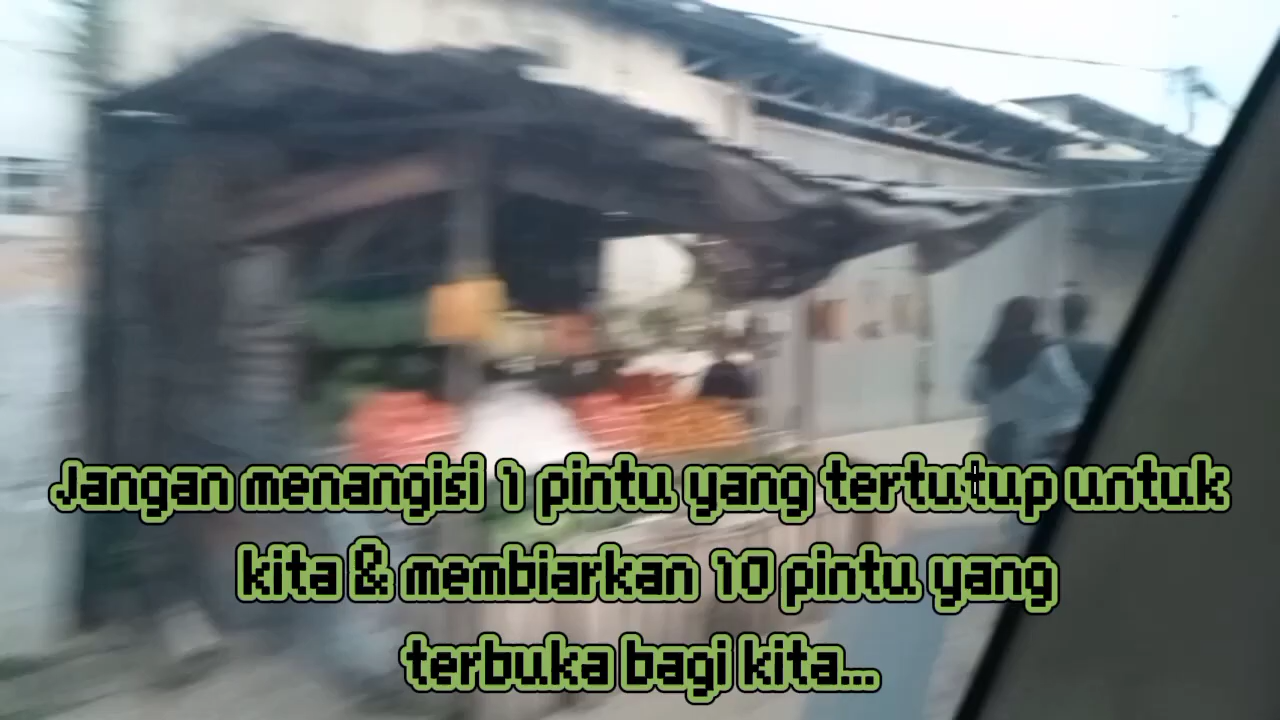 Jangan menangisi 1 pintu yang tertutup untuk
kita & membiarkan 10 pintu yang
terbuka bagi kita...